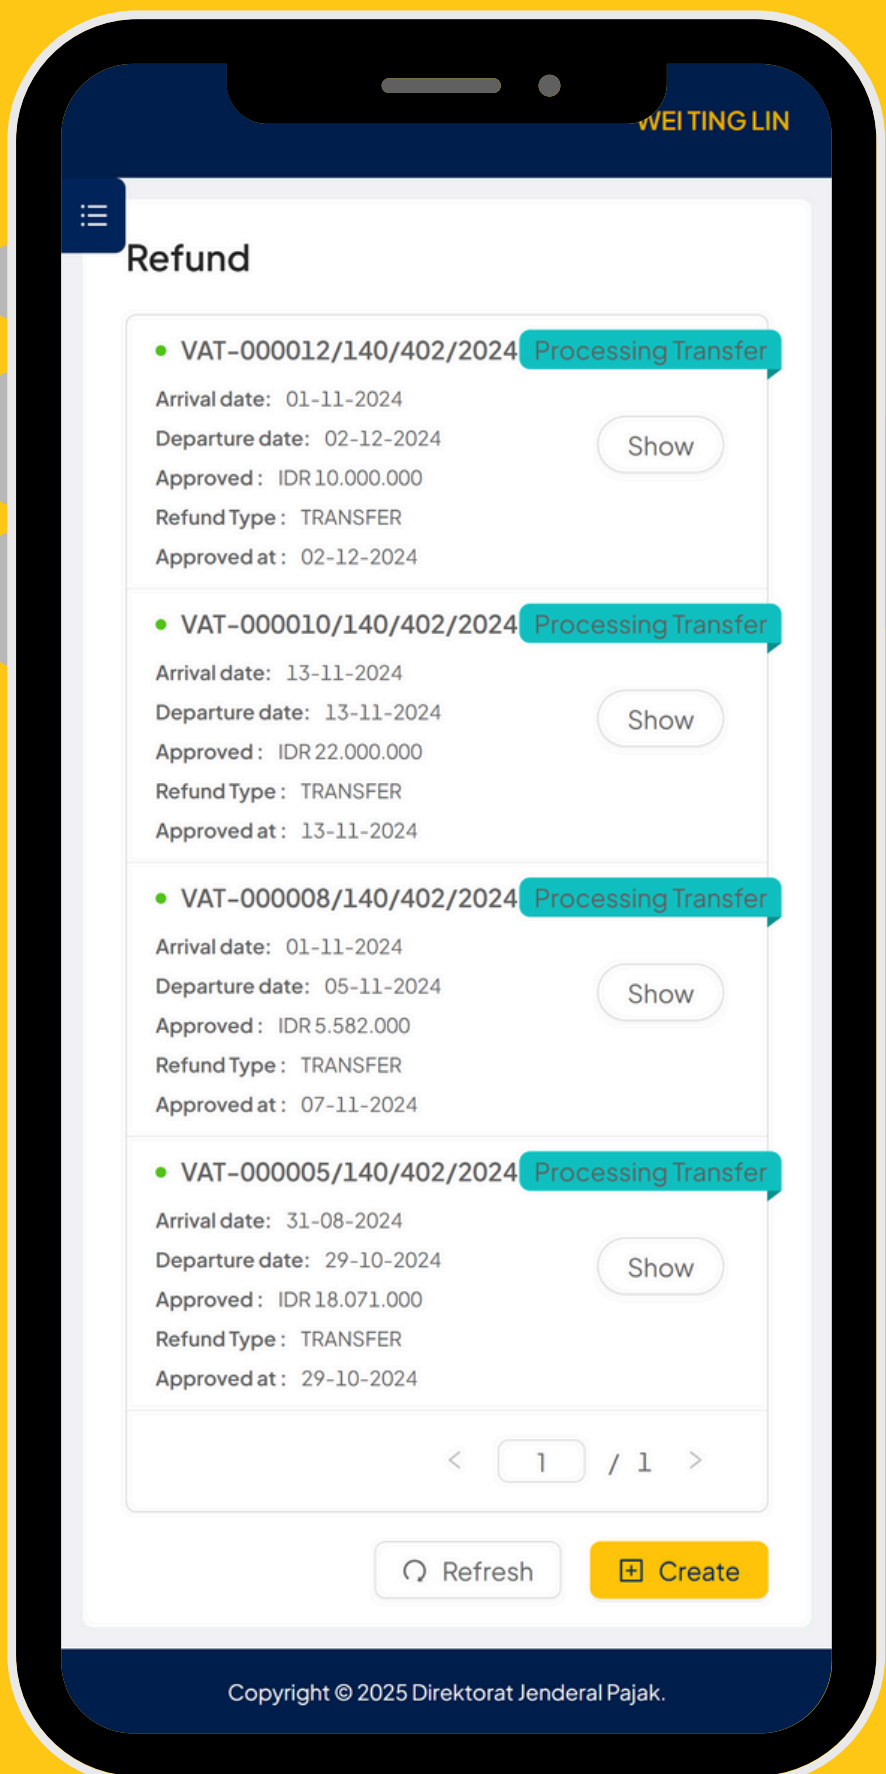 WEI TING LIN
Refund
VAT-000012/140/402/2024 Processing Transfer
Arrival date: 01-11-2024
Departure date: 02-12-2024
Show
Approved : IDR 10.000.000
Refund Type : TRANSFER
Approved at : 02-12-2024
VAT-000010/140/402/2024 Processing Transfer
Arrival date: 13-11-2024
Departure date: 13-11-2024
Show
Approved : IDR 22.000.000
Refund Type : TRANSFER
Approved at : 13-11-2024
VAT-000008/140/402/2024 Processing Transfer
Arrival date: 01-11-2024
Departure date: 05-11-2024
Show
Approved : IDR 5.582.000
Refund Type : TRANSFER
Approved at : 07-11-2024
VAT-000005/140/402/2024 Processing Transfer
Arrival date: 31-08-2024
Departure date: 29-10-2024
Show
Approved : IDR 18.071.000
Refund Type : TRANSFER
Approved at : 29-10-2024
< 1 / 1 >
Refresh Create
Copyright © 2025 Direktorat Jenderal Pajak.